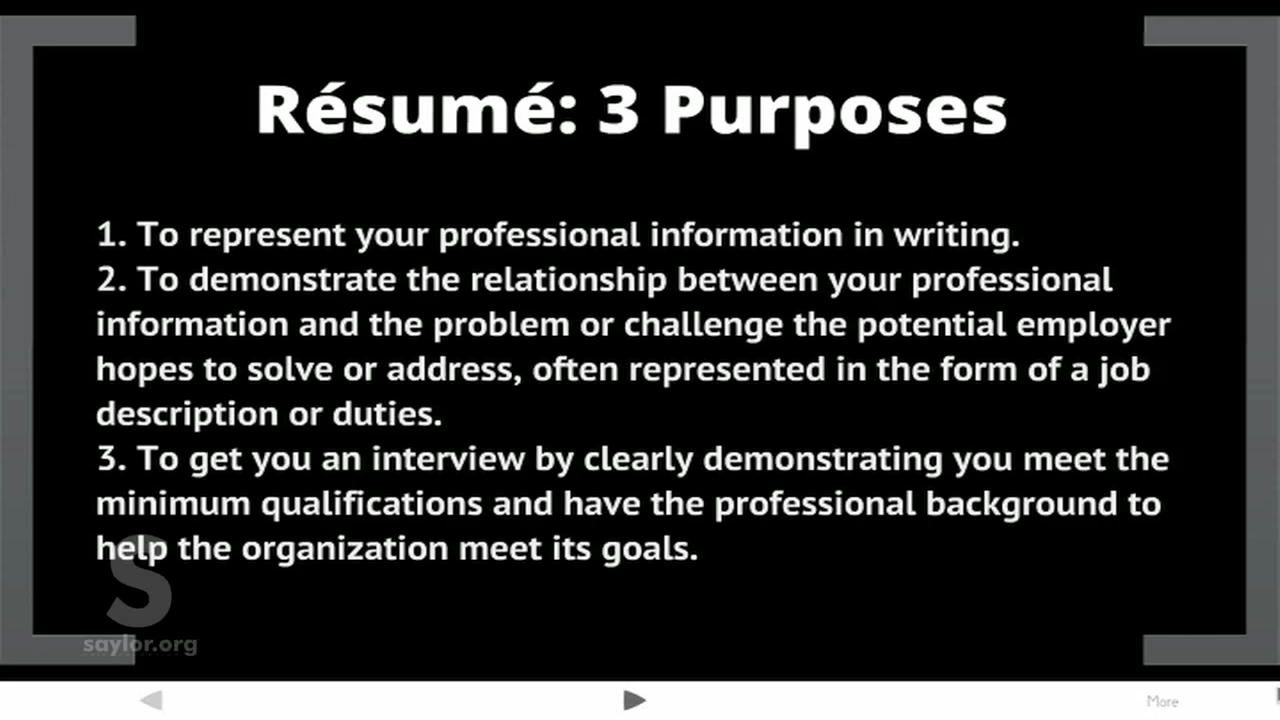 Résumé: 3 Purposes
1. To represent your professional information in writing.
2. To demonstrate the relationship between your professional
information and the problem or challenge the potential employer
hopes to solve or address, often represented in the form of a job
description or duties.
3. To get you an interview by clearly demonstrating you meet the
minimum qualifications and have the professional background to
help the organization meet its goals.
S
saylor.org
More